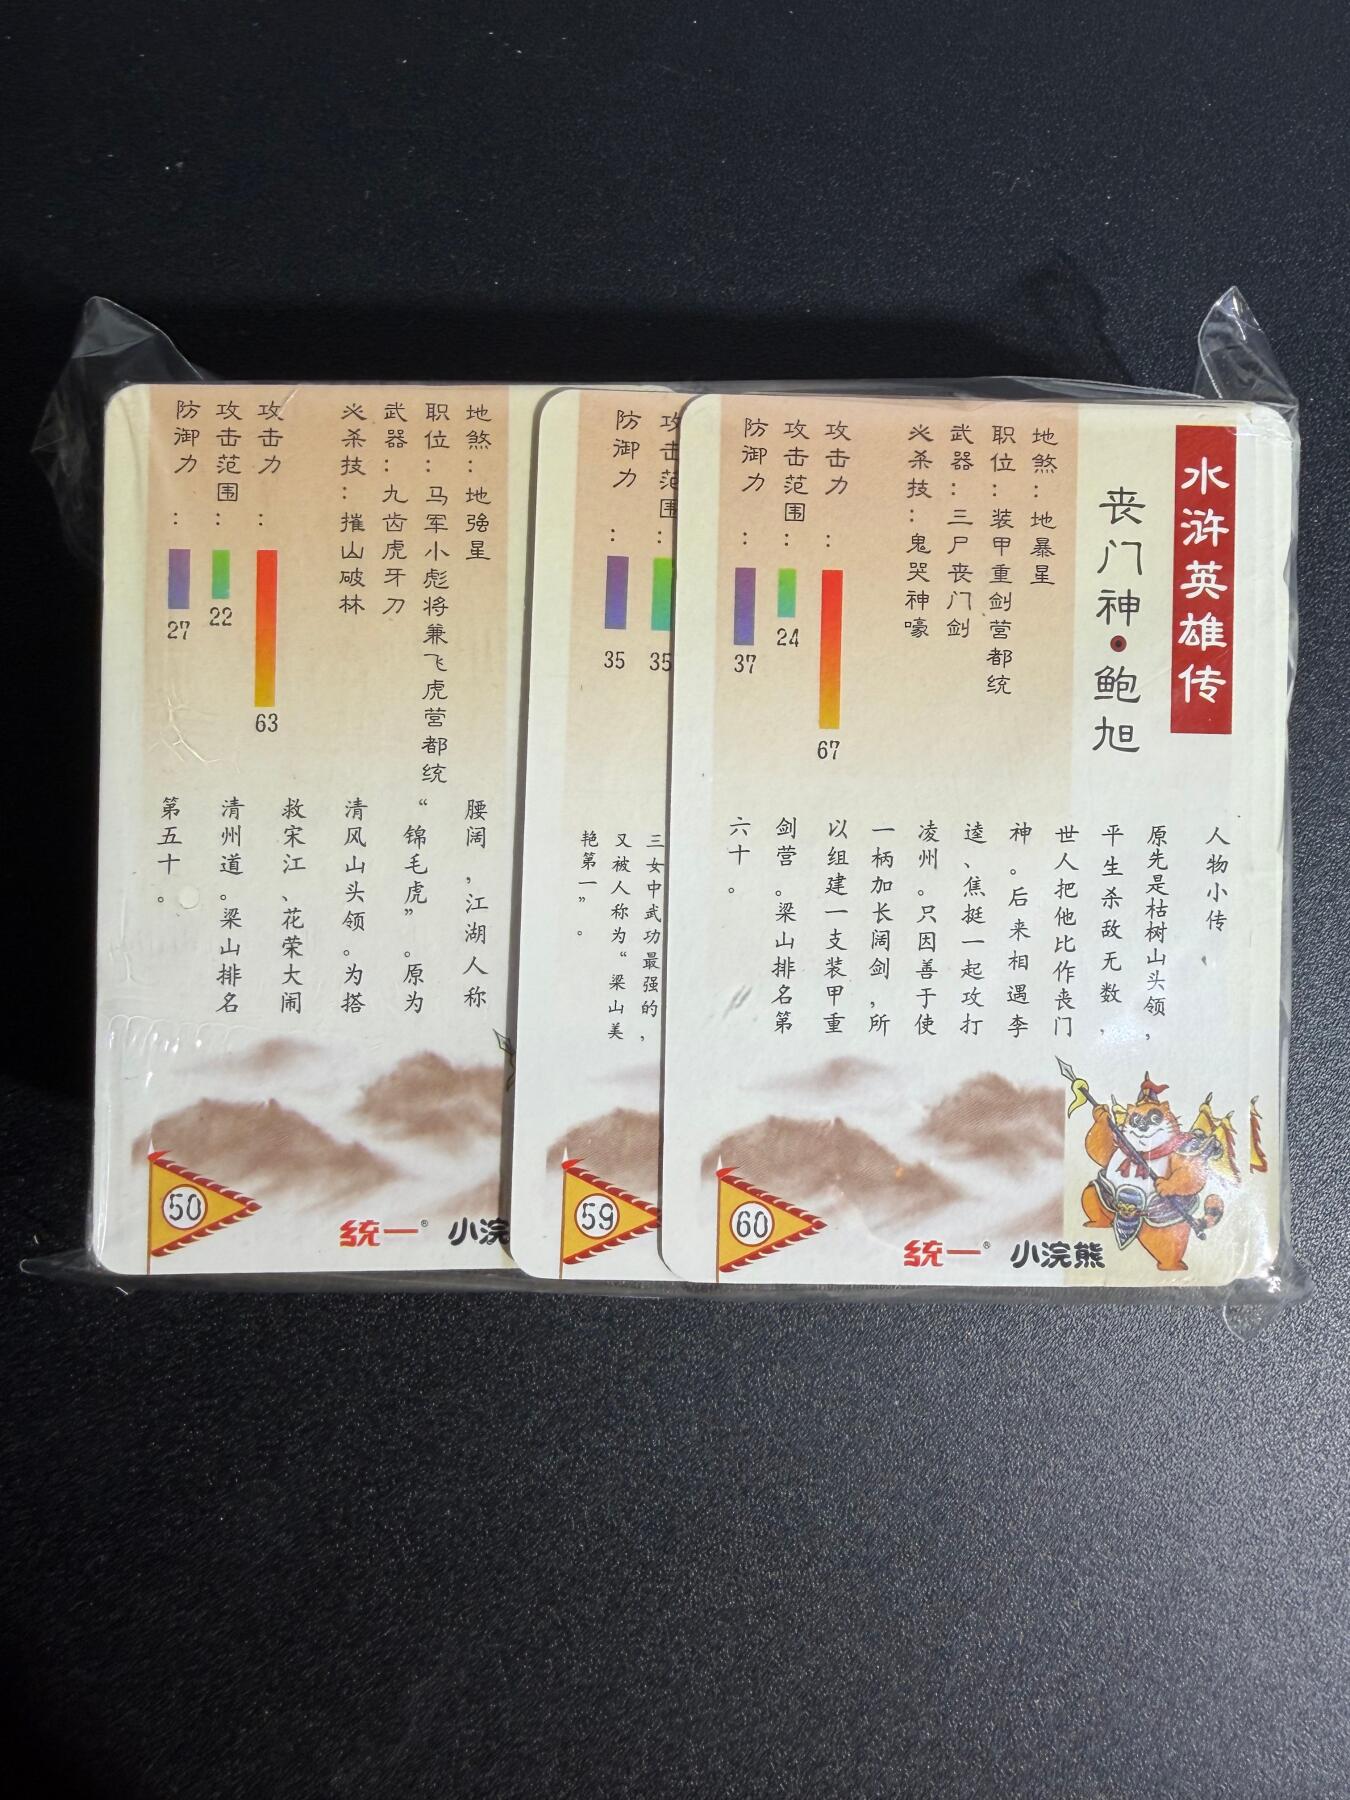 水浒英雄传
丧门神·鲍旭
地煞：地暴星
职位：装甲重剑营都统
武器：三尸丧门剑
必杀技：鬼哭神嚎
攻击力：
67
攻击范围：
24
防御力：
37
人物小传
原先是枯树山头领，
平生杀敌无数，
世人把他比作丧门
神。后来相遇李
逵、焦挺一起攻打
凌州。只因善于使
一柄加长阔剑，所
以组建一支装甲重
剑营。梁山排名第
六十。
60
统一®
小浣熊
攻击范围
35
防御力：
35
三女中武功最强的，
又被人称为“梁山美
艳第一”。
59
地煞：地强星
职位：马军小彪将兼飞虎营都统
武器：九齿虎牙刀
必杀技：摧山破林
攻击力：
63
攻击范围：
22
防御力：
27
腰阔，江湖人称
“锦毛虎”。原为
清风山头领。为搭
救宋江、花荣大闹
清州道。梁山排名
第五十。
50
统一®
小浣